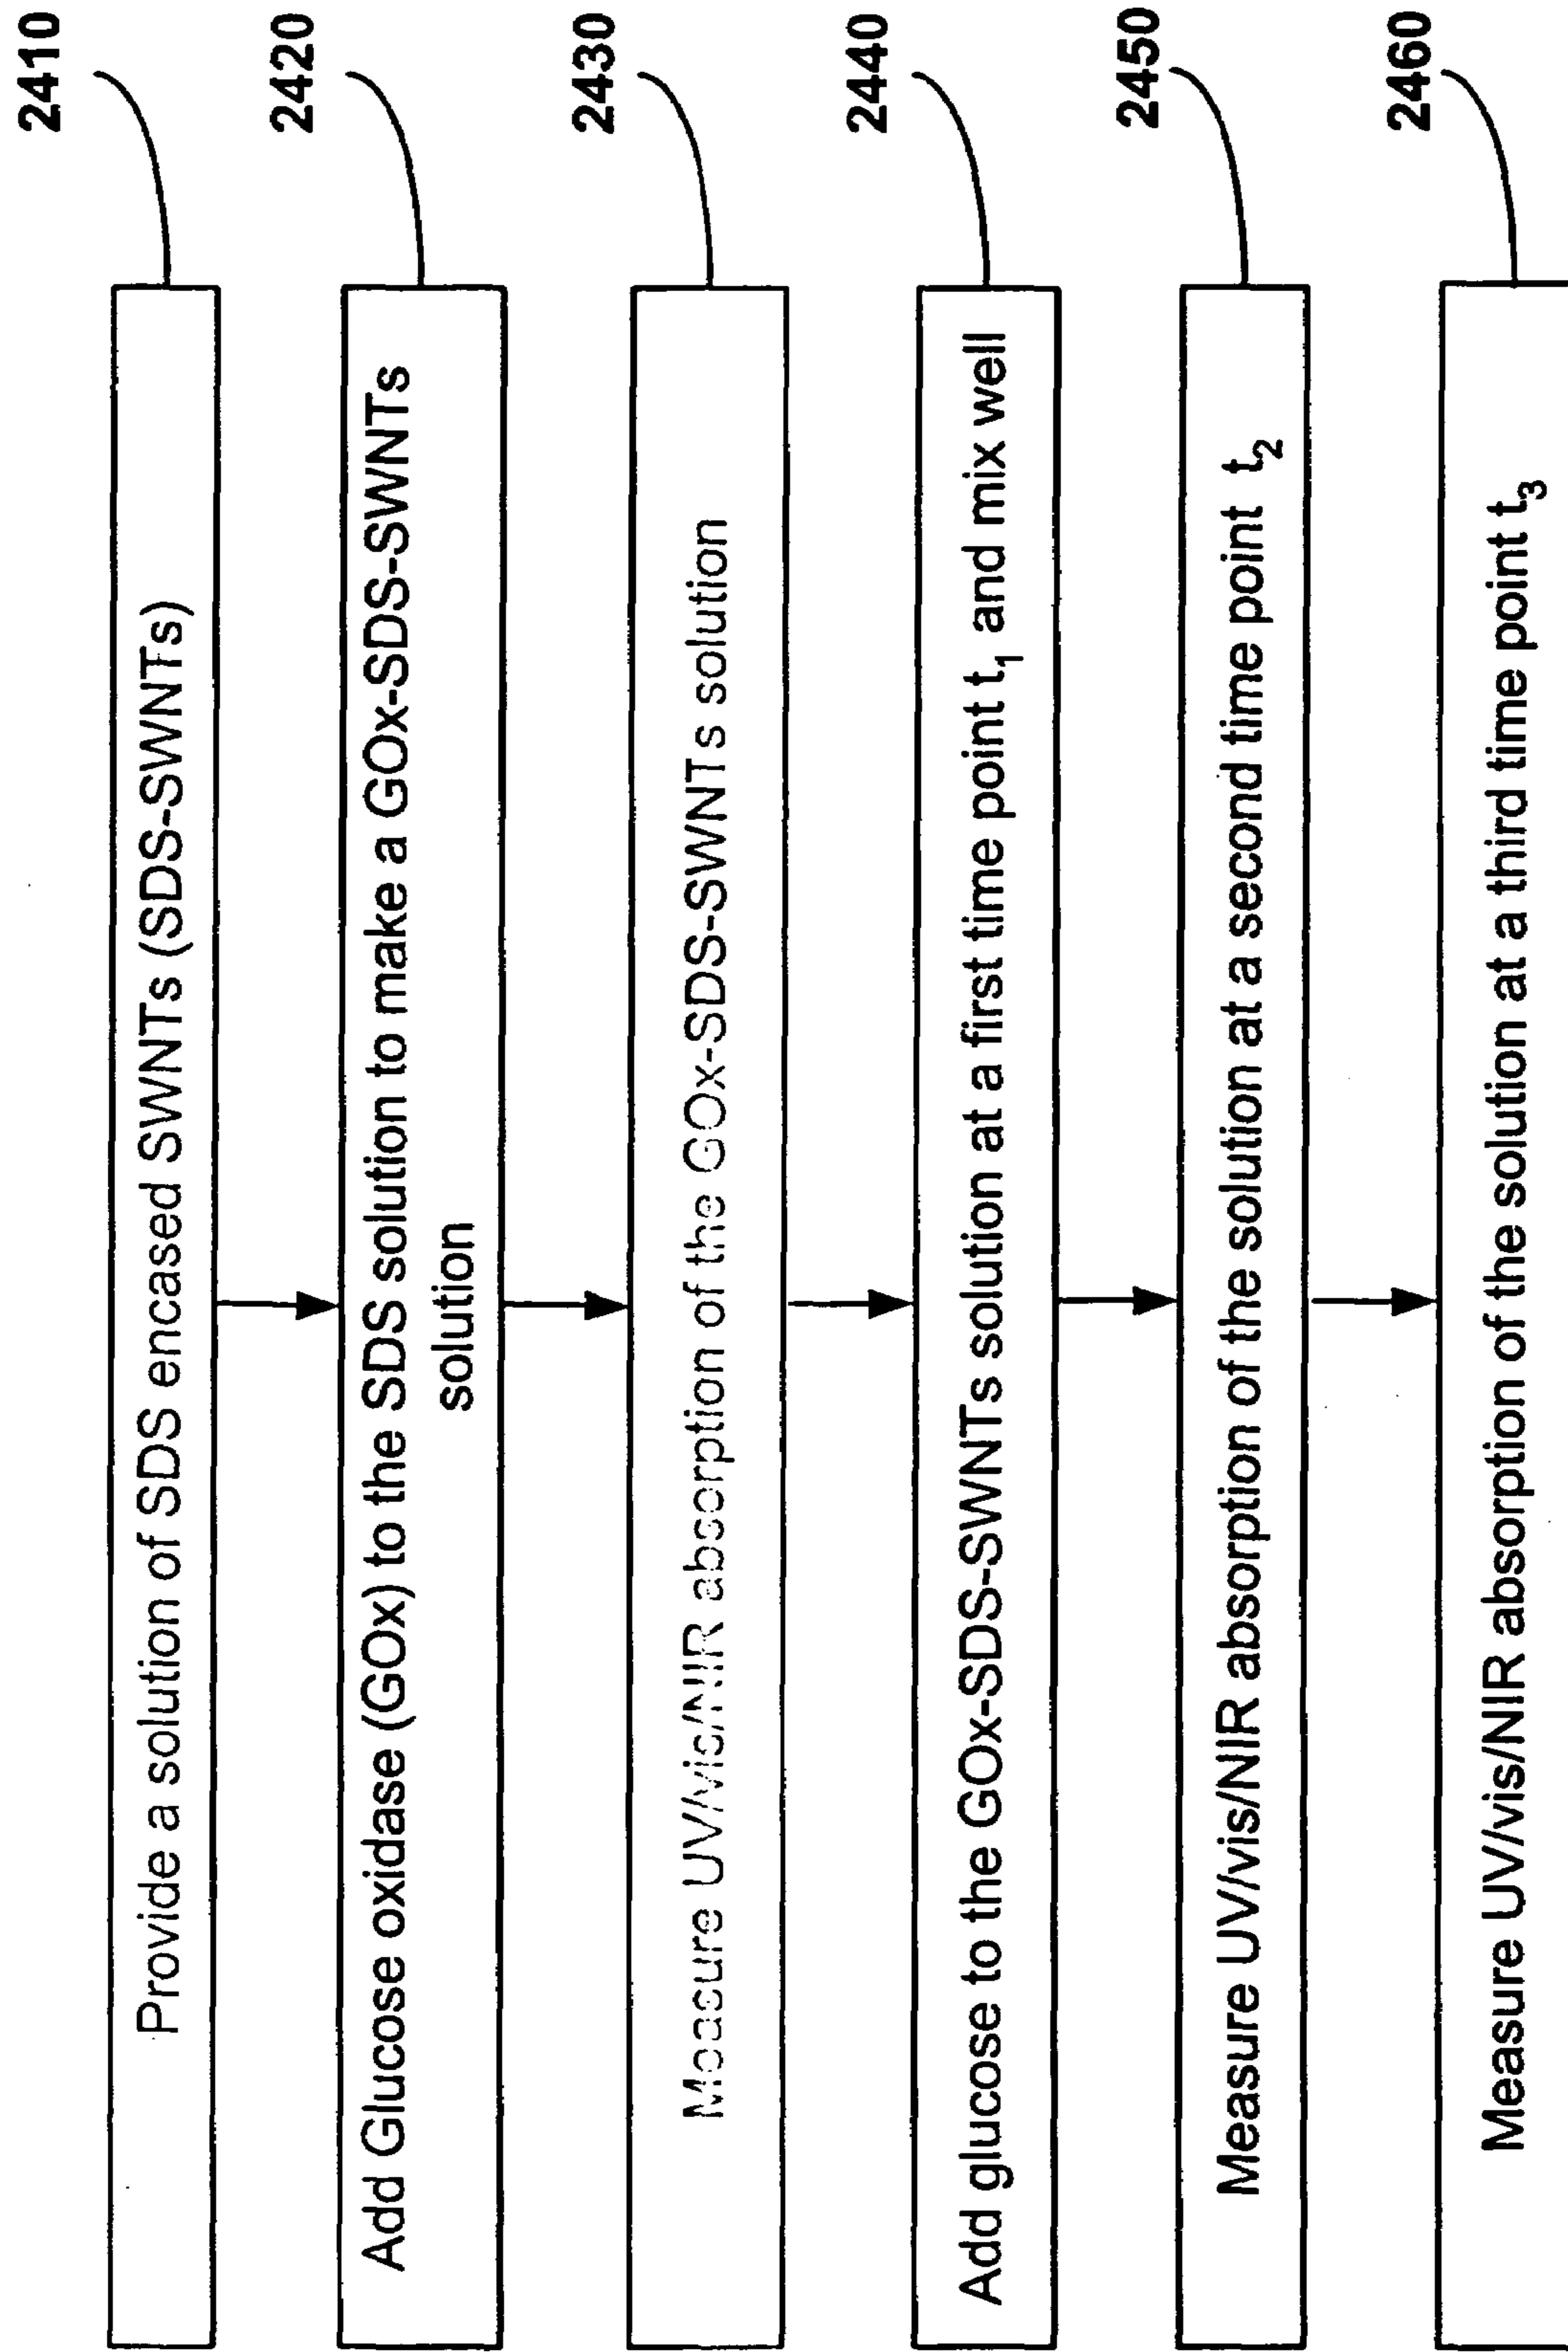 2410
Provide a solution of SDS encased SWNTs (SDS-SWNTs)
2420
Add Glucose oxidase (GOx) to the SDS solution to make a GOx-SDS-SWNTs
solution
2430
Measure UV/vis/NIR absorption of the GOx-SDS-SWNTs solution
2440
Add glucose to the GOx-SDS-SWNTs solution at a first time point t₁ and mix well
2450
Measure UV/vis/NIR absorption of the solution at a second time point t₂
2460
Measure UV/vis/NIR absorption of the solution at a third time point t₃